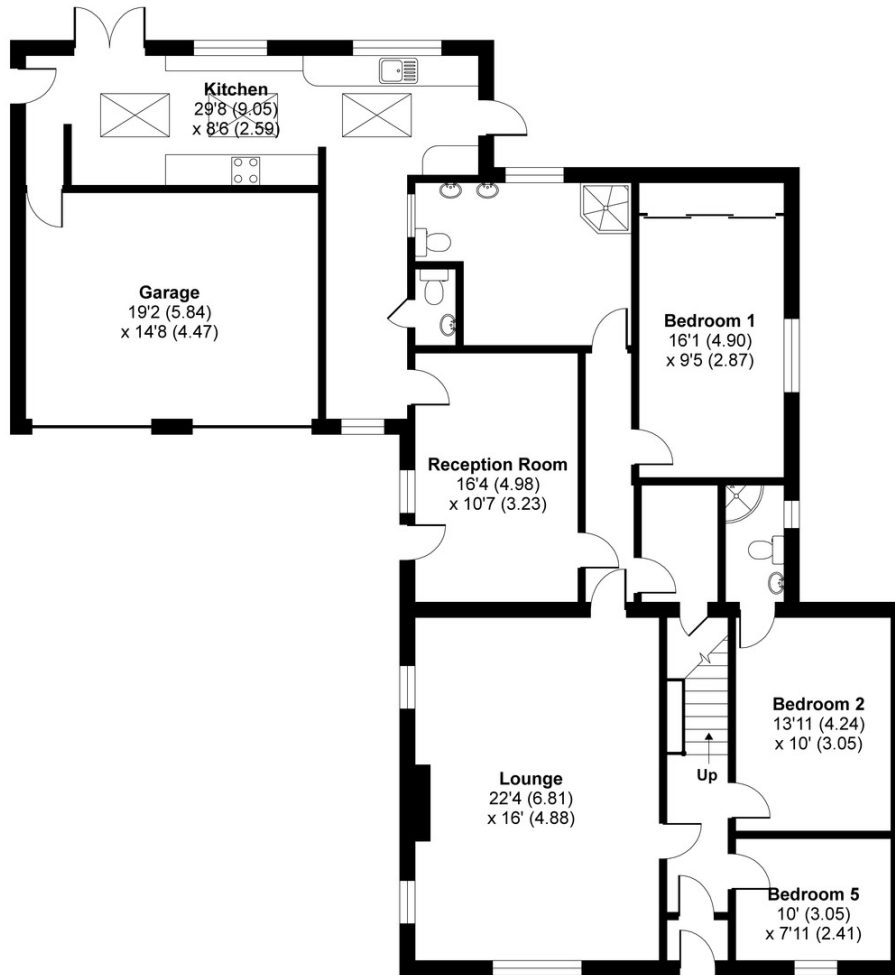 Kitchen
29'8 (9.05)
x 8'6 (2.59)
Garage
19'2 (5.84)
x 14'8 (4.47)
Bedroom 1
16'1 (4.90)
x 9'5 (2.87)
Reception Room
16'4 (4.98)
x 10'7 (3.23)
Bedroom 2
13'11 (4.24)
x 10' (3.05)
Lounge
22'4 (6.81)
x 16' (4.88)
Up
Bedroom 5
10' (3.05)
x 7'11 (2.41)